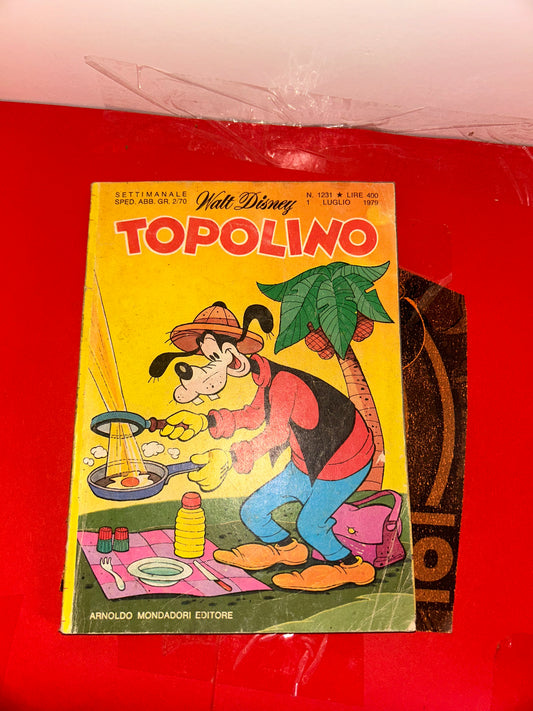 SETTIMANALE
SPED. ABB. GR. 2/70
Walt Disney
N. 1231 ★ LIRE 400
1 LUGLIO 1979
TOPOLINO
ARNOLDO MONDADORI EDITORE